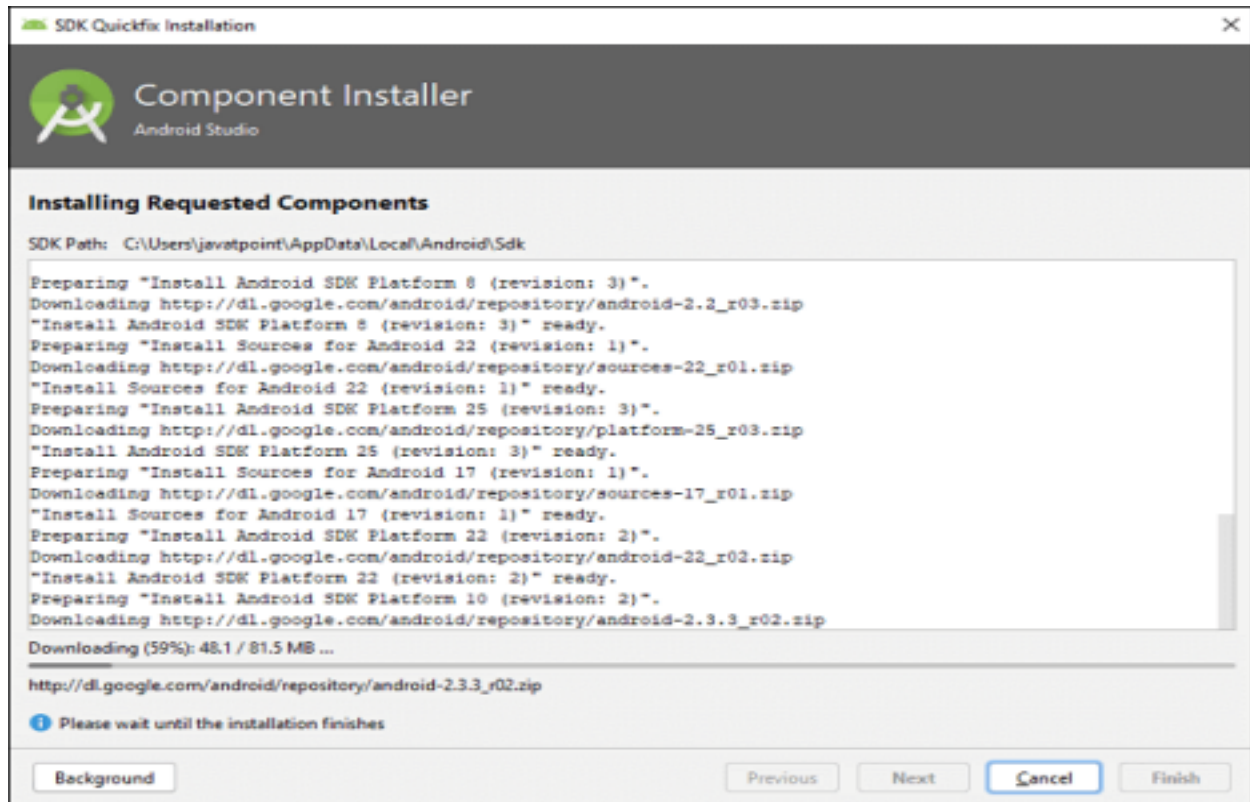 SDK Quickfix Installation
Component Installer
Android Studio
Installing Requested Components
SDK Path: C:\Users\javatpoint\AppData\Local\Android\Sdk
Preparing "Install Android SDK Platform 8 (revision: 3)".
Downloading http://dl.google.com/android/repository/android-2.2_r03.zip
"Install Android SDK Platform 8 (revision: 3)" ready.
Preparing "Install Sources for Android 22 (revision: 1)".
Downloading http://dl.google.com/android/repository/sources-22_r01.zip
"Install Sources for Android 22 (revision: 1)" ready.
Preparing "Install Android SDK Platform 25 (revision: 3)".
Downloading http://dl.google.com/android/repository/platform-25_r03.zip
"Install Android SDK Platform 25 (revision: 3)" ready.
Preparing "Install Sources for Android 17 (revision: 1)".
Downloading http://dl.google.com/android/repository/sources-17_r01.zip
"Install Sources for Android 17 (revision: 1)" ready.
Preparing "Install Android SDK Platform 22 (revision: 2)".
Downloading http://dl.google.com/android/repository/android-22_r02.zip
"Install Android SDK Platform 22 (revision: 2)" ready.
Preparing "Install Android SDK Platform 10 (revision: 2)".
Downloading http://dl.google.com/android/repository/android-2.3.3_r02.zip
Downloading (59%): 48.1 / 81.5 MB ...
http://dl.google.com/android/repository/android-2.3.3_r02.zip
Please wait until the installation finishes
Background Previous Next Cancel Finish